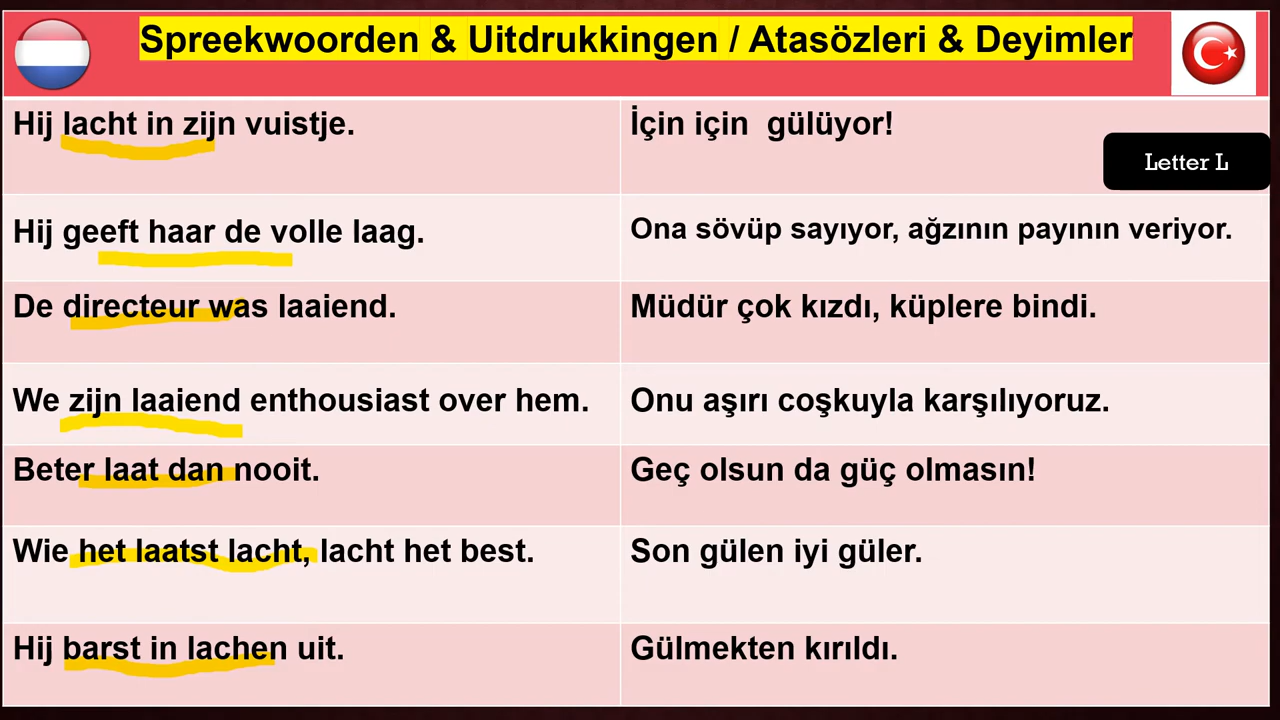 Spreekwoorden & Uitdrukkingen / Atasözleri & Deyimler
Hij lacht in zijn vuistje.
İçin için gülüyor!
Letter L
Hij geeft haar de volle laag.
Ona sövüp sayıyor, ağzının payının veriyor.
De directeur was laaiend.
Müdür çok kızdı, küplere bindi.
We zijn laaiend enthousiast over hem.
Onu aşırı coşkuyla karşılıyoruz.
Beter laat dan nooit.
Geç olsun da güç olmasın!
Wie het laatst lacht, lacht het best.
Son gülen iyi güler.
Hij barst in lachen uit.
Gülmekten kırıldı.